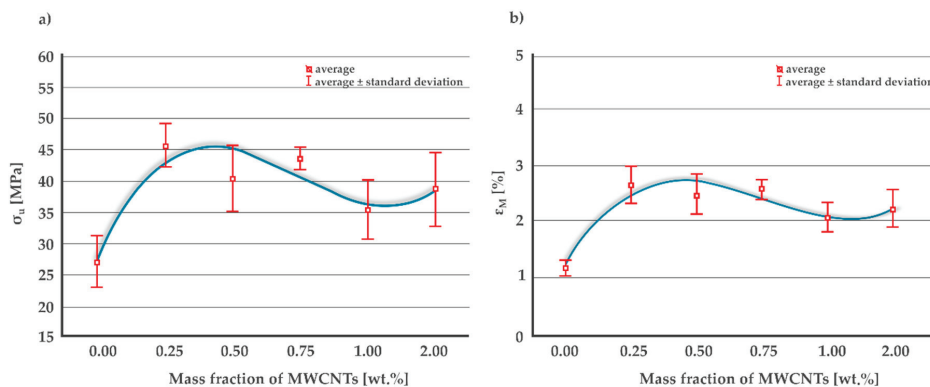 a)
60
55
50
45
40
35
30
25
20
15
σu [MPa]
average
average ± standard deviation
0.00 0.25 0.50 0.75 1.00 2.00
Mass fraction of MWCNTs [wt.%]
b)
5
4
3
2
1
0
εM [%]
average
average ± standard deviation
0.00 0.25 0.50 0.75 1.00 2.00
Mass fraction of MWCNTs [wt.%]